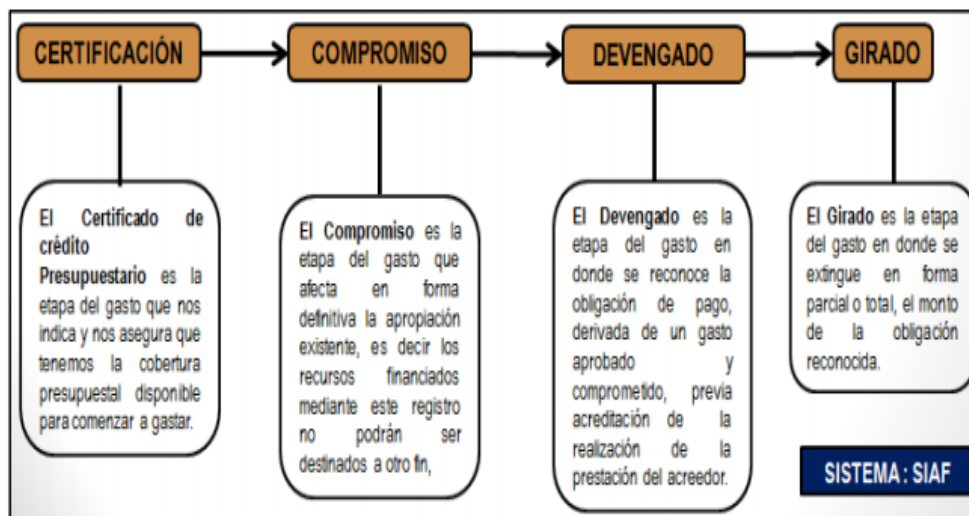 CERTIFICACIÓN
COMPROMISO
DEVENGADO
GIRADO
El Certificado de
crédito
Presupuestario es la
etapa del gasto que nos
indica y nos asegura que
tenemos la cobertura
presupuestal disponible
para comenzar a gastar.
El Compromiso es la
etapa del gasto que
afecta en forma
definitiva la apropiación
existente, es decir los
recursos financiados
mediante este registro
no podrán ser
destinados a otro fin,
El Devengado es la
etapa del gasto en
donde se reconoce la
obligación de pago,
derivada de un gasto
aprobado y
comprometido, previa
acreditación de la
realización de la
prestación del acreedor.
El Girado es la etapa
del gasto en donde se
extingue en forma
parcial o total, el monto
de la obligación
reconocida.
SISTEMA : SIAF